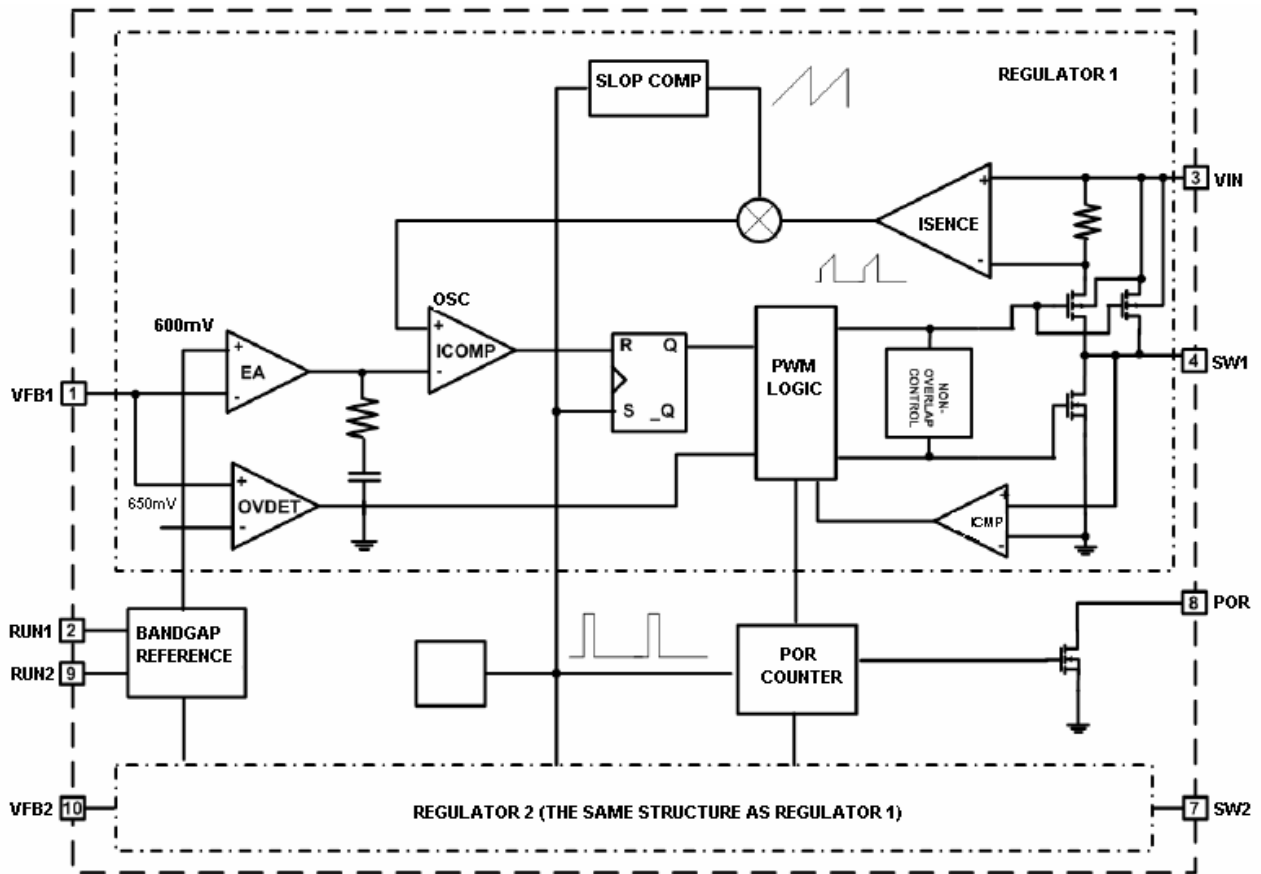 REGULATOR 1
SLOP COMP
3 VIN
+
ISENCE
-
OSC
600mV
+
EA
-
+
ICOMP
-
R Q
S _Q
PWM
LOGIC
NON-
OVERLAP
CONTROL
4 SW1
VFB1 1
650mV
+
OVDET
-
+
ICMP
-
8 POR
RUN1 2
RUN2 9
BANDGAP
REFERENCE
POR
COUNTER
VFB2 10
REGULATOR 2 (THE SAME STRUCTURE AS REGULATOR 1)
7 SW2